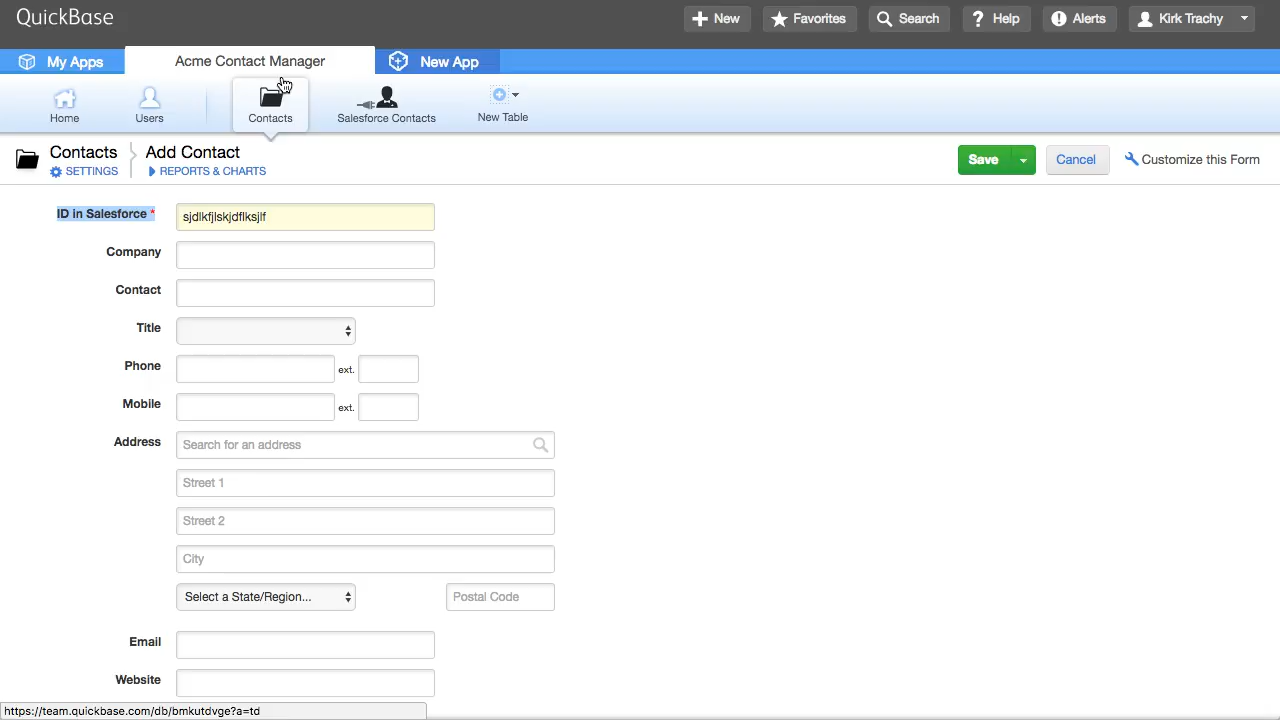 QuickBase
New
Favorites
Search
Help
Alerts
Kirk Trachy
My Apps
Acme Contact Manager
New App
Home
Users
Contacts
Salesforce Contacts
New Table
Contacts
Add Contact
SETTINGS
REPORTS & CHARTS
Save
Cancel
Customize this Form
ID in Salesforce *
sjdlkfjlskjdflksjlf
Company
Contact
Title
Phone
ext.
Mobile
ext.
Address
Search for an address
Street 1
Street 2
City
Select a State/Region...
Postal Code
Email
Website
https://team.quickbase.com/db/bmkutdvge?a=td